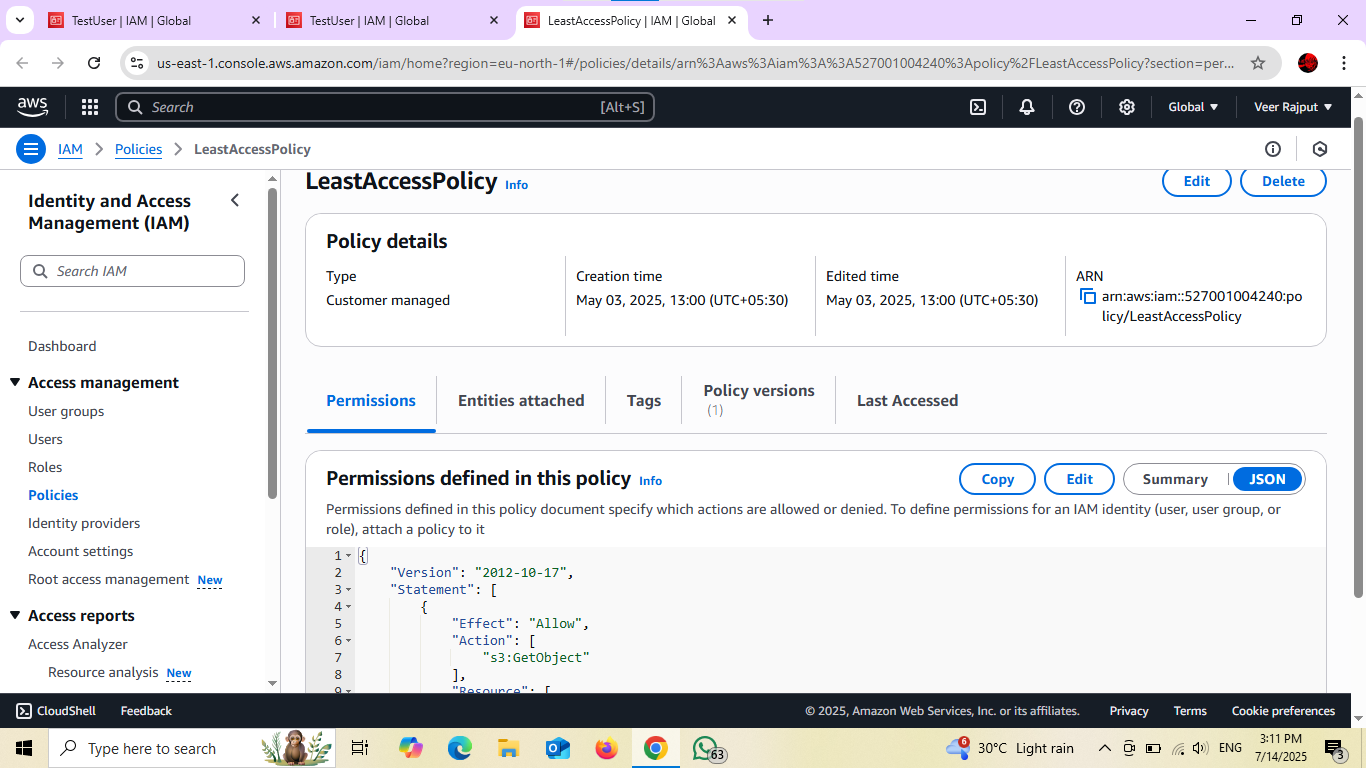 TestUser | IAM | Global
TestUser | IAM | Global
LeastAccessPolicy | IAM | Global
us-east-1.console.aws.amazon.com/iam/home?region=eu-north-1#/policies/details/arn%3Aaws%3Aiam%3A%3A527001004240%3Apolicy%2FLeastAccessPolicy?section=per...
aws
Search
[Alt+S]
Global
Veer Rajput
IAM > Policies > LeastAccessPolicy
Identity and Access
Management (IAM)
Search IAM
Dashboard
Access management
User groups
Users
Roles
Policies
Identity providers
Account settings
Root access management New
Access reports
Access Analyzer
Resource analysis New
LeastAccessPolicy Info
Edit
Delete
Policy details
Type
Customer managed
Creation time
May 03, 2025, 13:00 (UTC+05:30)
Edited time
May 03, 2025, 13:00 (UTC+05:30)
ARN
arn:aws:iam::527001004240:po
licy/LeastAccessPolicy
Permissions
Entities attached
Tags
Policy versions
(1)
Last Accessed
Permissions defined in this policy Info
Copy
Edit
Summary
JSON
Permissions defined in this policy document specify which actions are allowed or denied. To define permissions for an IAM identity (user, user group, or
role), attach a policy to it
1 {
2 "Version": "2012-10-17",
3 "Statement": [
4 {
5 "Effect": "Allow",
6 "Action": [
7 "s3:GetObject"
8 ],
9 "Resource": [
CloudShell
Feedback
© 2025, Amazon Web Services, Inc. or its affiliates.
Privacy
Terms
Cookie preferences
Type here to search
63
6
30°C Light rain
ENG
3:11 PM
7/14/2025
3